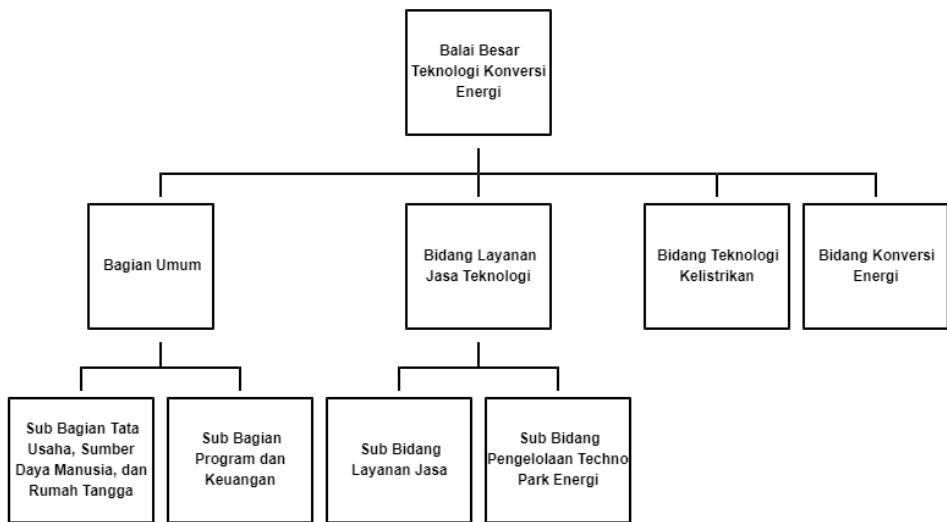 Balai Besar
Teknologi Konversi
Energi
Bagian Umum
Bidang Layanan
Jasa Teknologi
Bidang Teknologi
Kelistrikan
Bidang Konversi
Energi
Sub Bagian Tata
Usaha, Sumber
Daya Manusia, dan
Rumah Tangga
Sub Bagian
Program dan
Keuangan
Sub Bidang
Layanan Jasa
Sub Bidang
Pengelolaan Techno
Park Energi